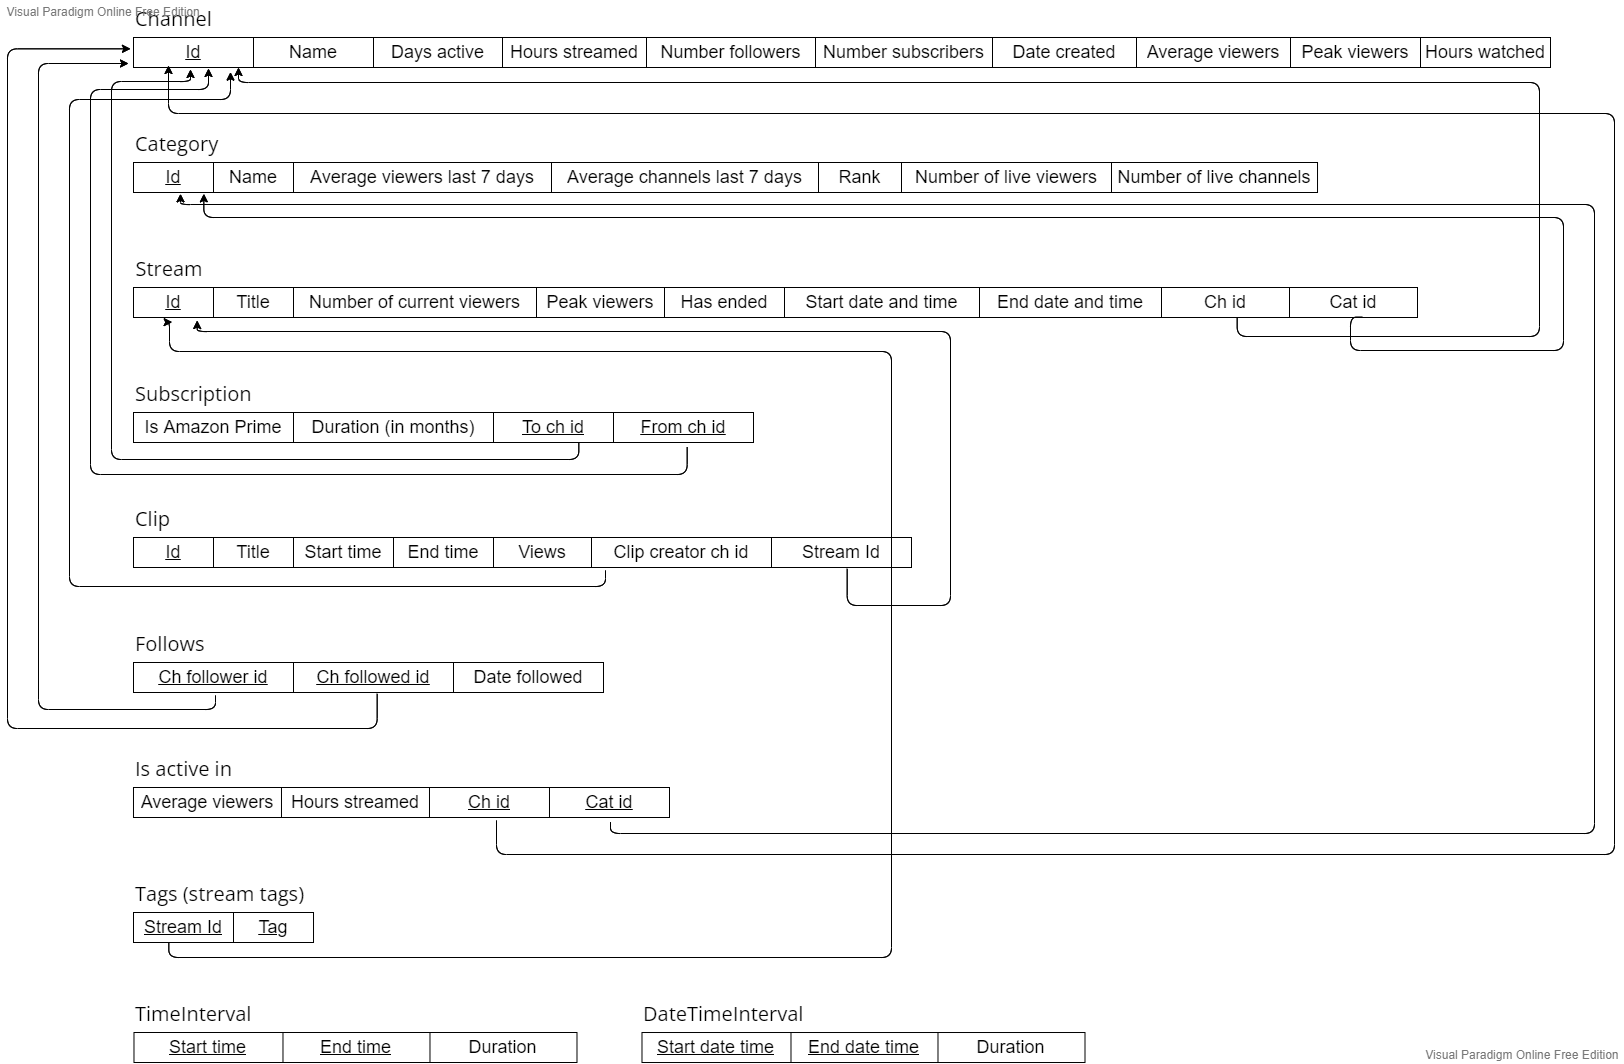 Visual Paradigm Online Free Edition
Channel
Id Name Days active Hours streamed Number followers Number subscribers Date created Average viewers Peak viewers Hours watched
Category
Id Name Average viewers last 7 days Average channels last 7 days Rank Number of live viewers Number of live channels
Stream
Id Title Number of current viewers Peak viewers Has ended Start date and time End date and time Ch id Cat id
Subscription
Is Amazon Prime Duration (in months) To ch id From ch id
Clip
Id Title Start time End time Views Clip creator ch id Stream Id
Follows
Ch follower id Ch followed id Date followed
Is active in
Average viewers Hours streamed Ch id Cat id
Tags (stream tags)
Stream Id Tag
TimeInterval DateTimeInterval
Start time End time Duration Start date time End date time Duration
Visual Paradigm Online Free Edition